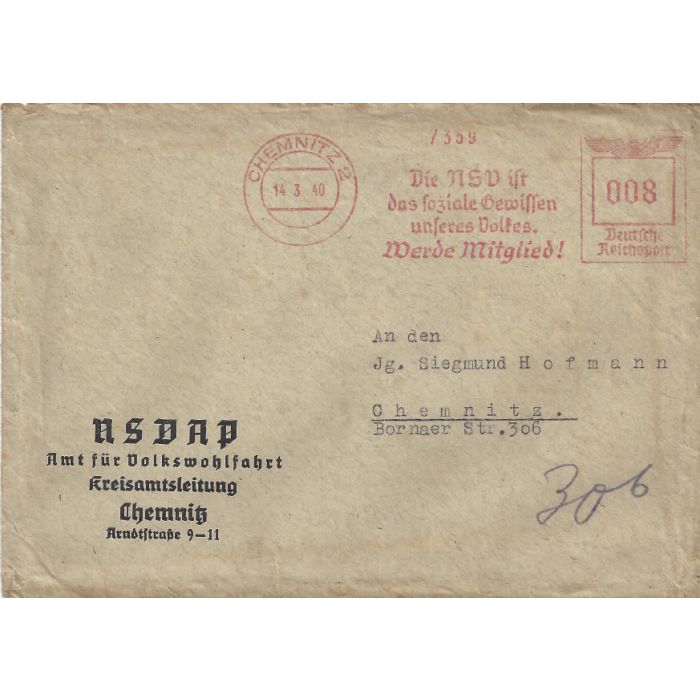 CHEMNITZ 2
14 3 40
/359
Die NSV ist
das soziale Gewissen
unseres Volkes.
Werde Mitglied!
008
Deutsche
Reichspost
An den
Jg. Siegmund Hofmann
Chemnitz.
Bornaer Str.306
NSDAP
Amt für Volkswohlfahrt
Kreisamtsleitung
Chemnitz
Arndtstraße 9–11
306